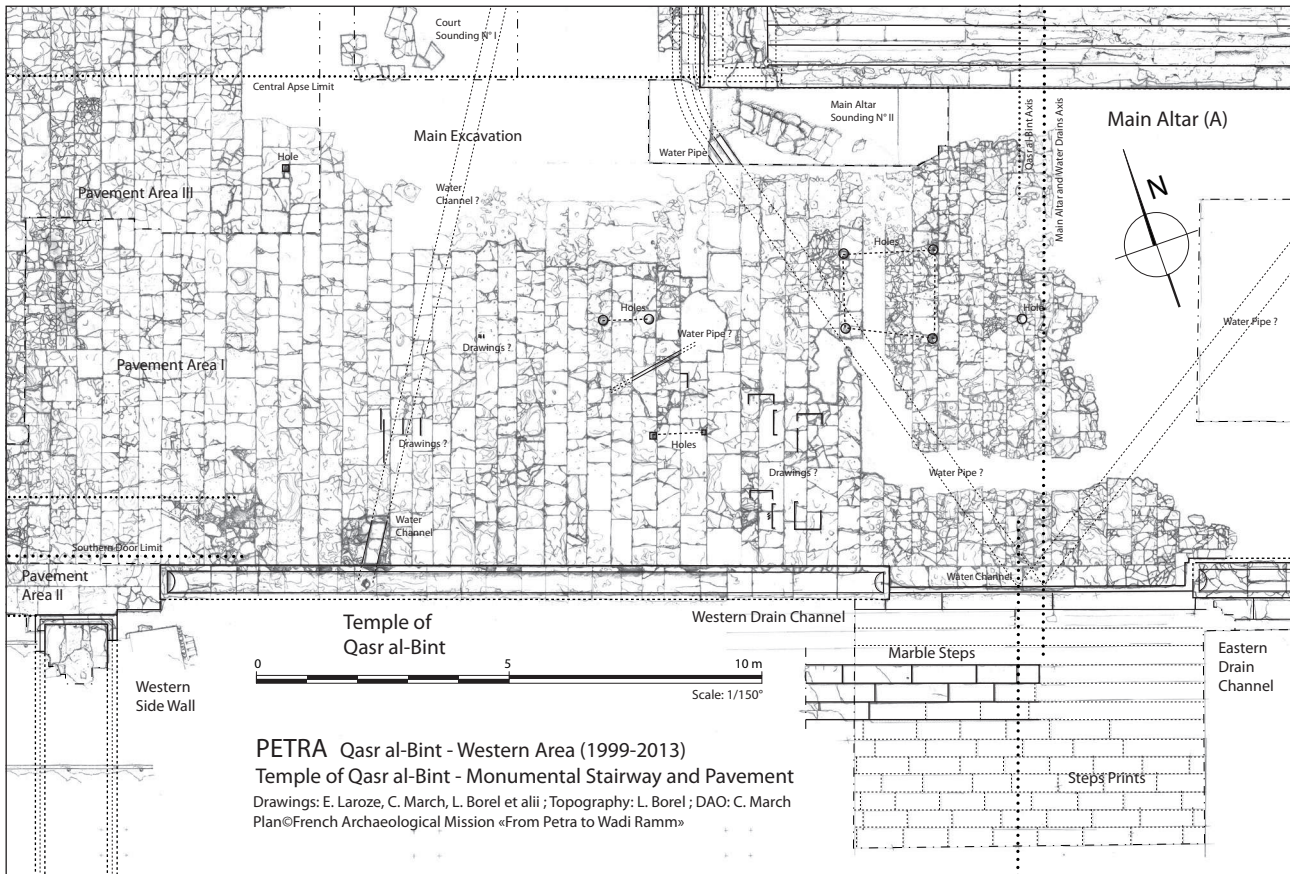 Court
Sounding N° I
Central Apse Limit
Main Excavation
Main Altar
Sounding N° II
Qasr al-Bint Axis
Main Altar and Water Drains Axis
Main Altar (A)
Hole
Water Pipe
N
Pavement Area III
Water
Channel ?
Holes
Holes
Hole
Water Pipe ?
Water Pipe ?
Drawings ?
Pavement Area I
Drawings ?
Holes
Drawings ?
Water Pipe ?
Water
Channel
Southern Door Limit
Pavement
Area II
Water Channel
Temple of
Qasr al-Bint
Western Drain Channel
Marble Steps
Eastern
Drain
Channel
Western
Side Wall
0 5 10 m
Scale: 1/150°
Steps Prints
PETRA Qasr al-Bint - Western Area (1999-2013)
Temple of Qasr al-Bint - Monumental Stairway and Pavement
Drawings: E. Laroze, C. March, L. Borel et alii ; Topography: L. Borel ; DAO: C. March
Plan©French Archaeological Mission «From Petra to Wadi Ramm»